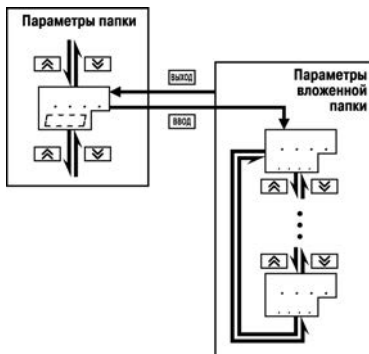 Параметры папки
ВЫХОД
ВВОД
Параметры
вложенной
папки